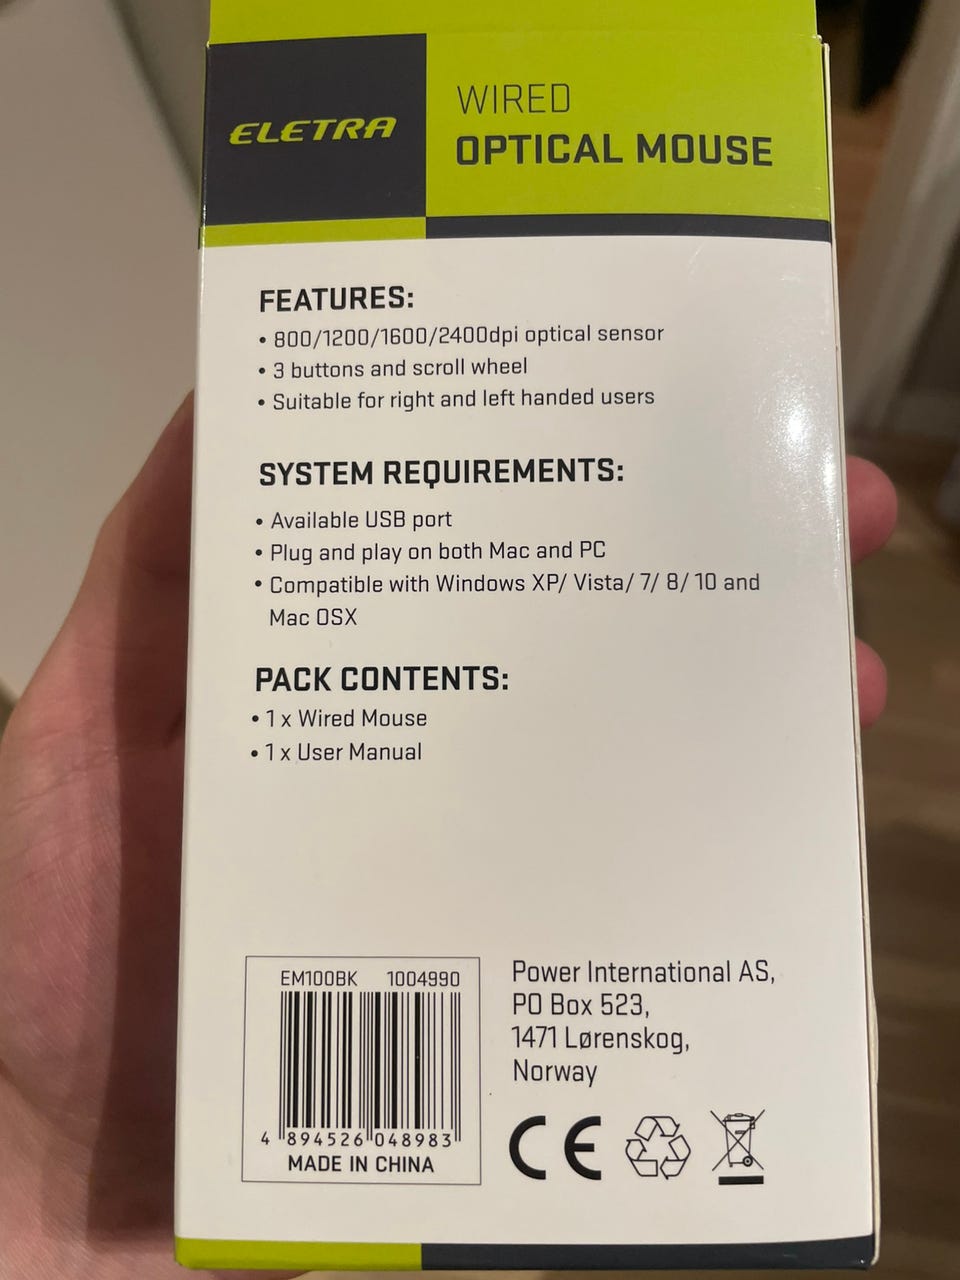 ELETRA
WIRED
OPTICAL MOUSE
FEATURES:
• 800/1200/1600/2400dpi optical sensor
• 3 buttons and scroll wheel
• Suitable for right and left handed users
SYSTEM REQUIREMENTS:
• Available USB port
• Plug and play on both Mac and PC
• Compatible with Windows XP/ Vista/ 7/ 8/ 10 and
Mac OSX
PACK CONTENTS:
• 1 x Wired Mouse
• 1 x User Manual
EM100BK 1004990
4 894526 048983
MADE IN CHINA
Power International AS,
PO Box 523,
1471 Lørenskog,
Norway
CE